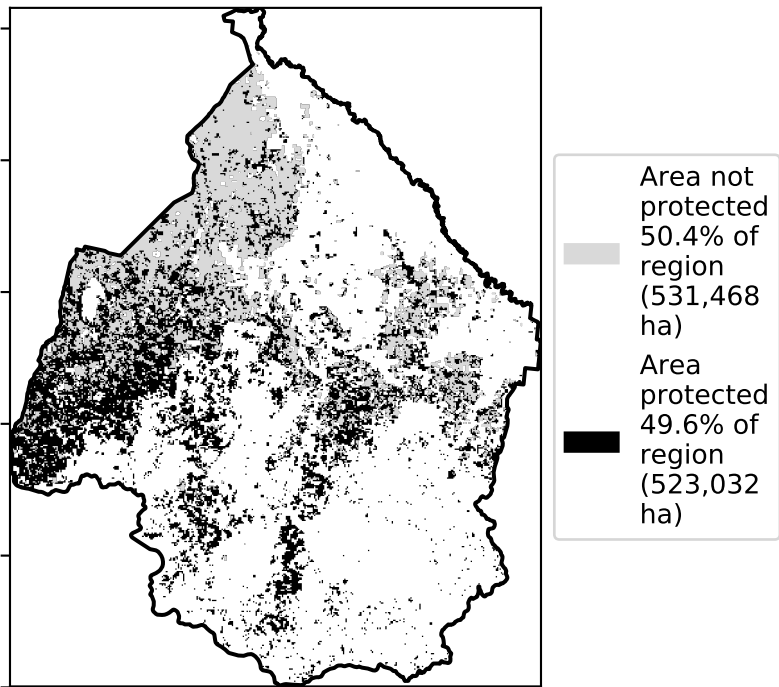 Area not
protected
50.4% of
region
(531,468
ha)
Area
protected
49.6% of
region
(523,032
ha)